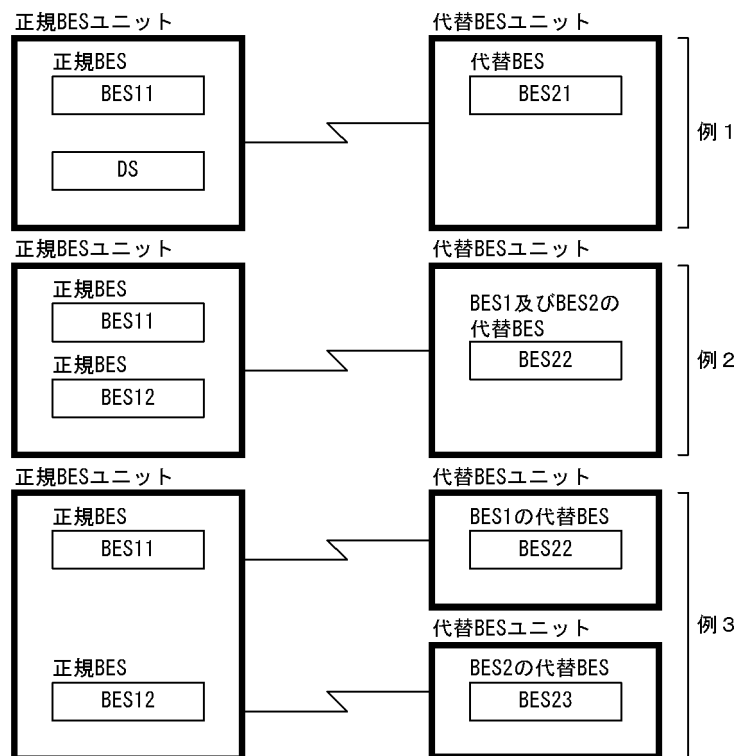 正規BESユニット
代替BESユニット
正規BES
BES11
DS
代替BES
BES21
例１
正規BESユニット
代替BESユニット
正規BES
BES11
正規BES
BES12
BES1及びBES2の
代替BES
BES22
例２
正規BESユニット
代替BESユニット
正規BES
BES11
BES1の代替BES
BES22
代替BESユニット
正規BES
BES12
BES2の代替BES
BES23
例３